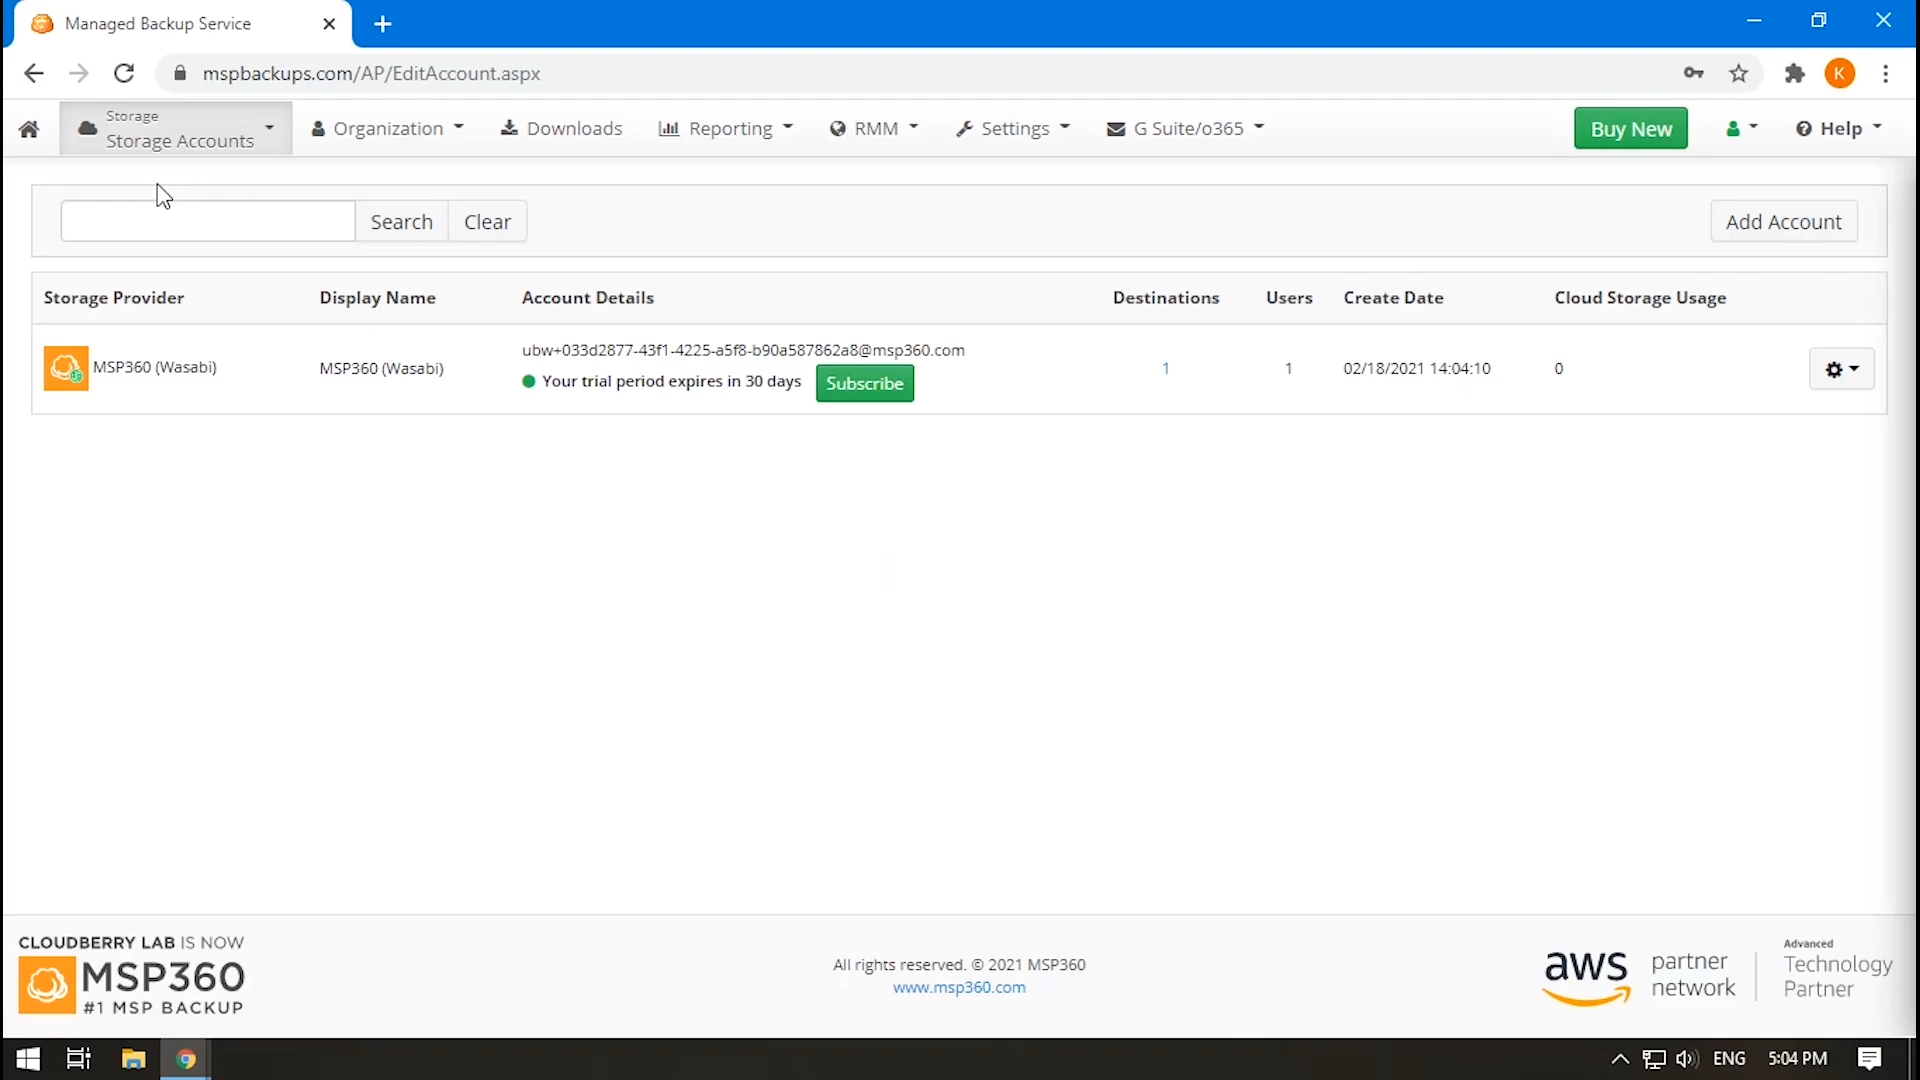 Managed Backup Service
mspbackups.com/AP/EditAccount.aspx
K
Storage
Storage Accounts
Organization
Downloads
Reporting
RMM
Settings
G Suite/o365
Buy New
Help
Search
Clear
Add Account
Storage Provider
Display Name
Account Details
Destinations
Users
Create Date
Cloud Storage Usage
MSP360 (Wasabi)
MSP360 (Wasabi)
ubw+033d2877-43f1-4225-a5f8-b90a587862a8@msp360.com
Your trial period expires in 30 days
Subscribe
1
1
02/18/2021 14:04:10
0
CLOUDBERRY LAB IS NOW
MSP360
#1 MSP BACKUP
All rights reserved. © 2021 MSP360
www.msp360.com
aws
partner
network
Advanced
Technology
Partner
ENG
5:04 PM